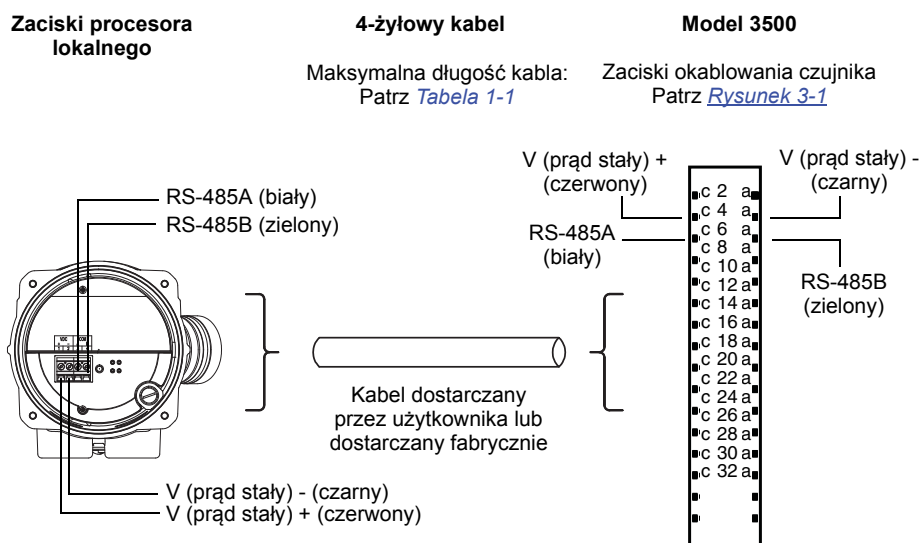 Zaciski procesora
lokalnego
4-żyłowy kabel
Maksymalna długość kabla:
Patrz Tabela 1-1
Model 3500
Zaciski okablowania czujnika
Patrz Rysunek 3-1
RS-485A (biały)
RS-485B (zielony)
V (prąd stały) - (czarny)
V (prąd stały) + (czerwony)
Kabel dostarczany
przez użytkownika lub
dostarczany fabrycznie
V (prąd stały) +
(czerwony)
RS-485A
(biały)
V (prąd stały) -
(czarny)
RS-485B
(zielony)
c 2 a
c 4 a
c 6 a
c 8 a
c 10 a
c 12 a
c 14 a
c 16 a
c 18 a
c 20 a
c 22 a
c 24 a
c 26 a
c 28 a
c 30 a
c 32 a